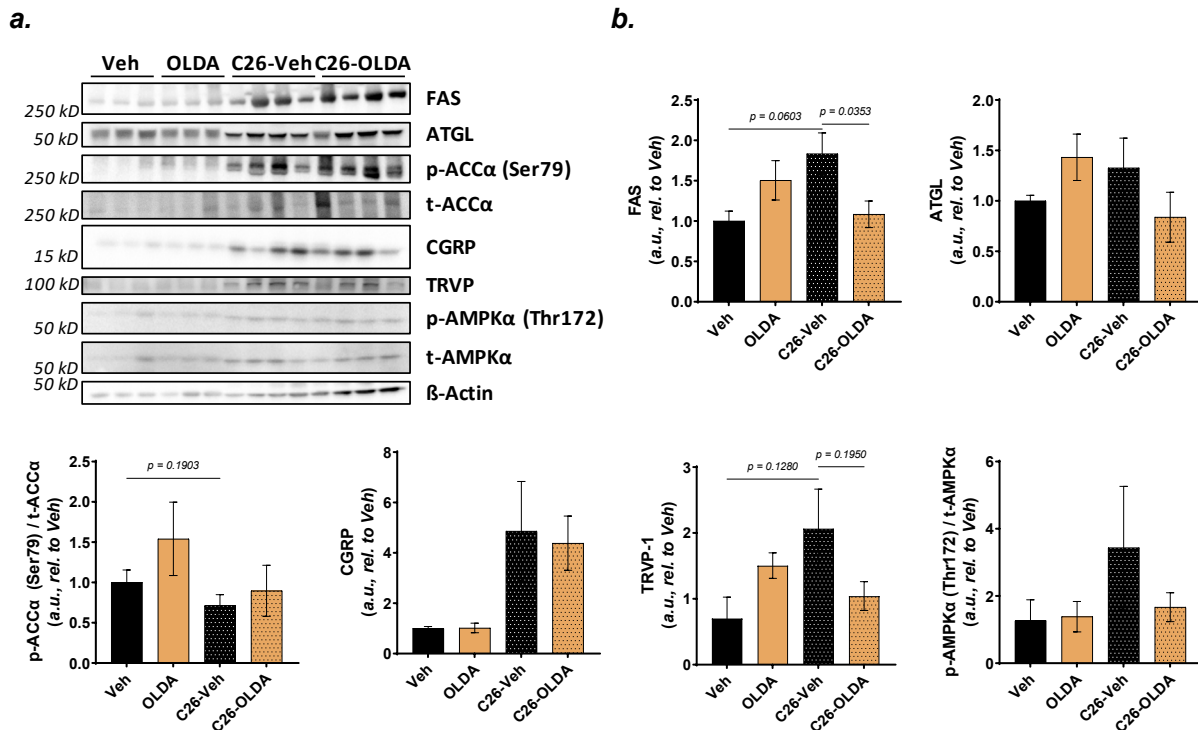 a.
Veh OLDA C26-Veh C26-OLDA
250 kD FAS
50 kD ATGL
250 kD p-ACCα (Ser79)
250 kD t-ACCα
15 kD CGRP
100 kD TRVP
50 kD p-AMPKα (Thr172)
50 kD t-AMPKα
50 kD ß-Actin
b.
FAS
(a.u., rel. to Veh)
2.5
2.0
1.5
1.0
0.5
0.0
p = 0.0603
p = 0.0353
Veh
OLDA
C26-Veh
C26-OLDA
ATGL
(a.u., rel. to Veh)
2.0
1.5
1.0
0.5
0.0
Veh
OLDA
C26-Veh
C26-OLDA
p-ACCα (Ser79) / t-ACCα
(a.u., rel. to Veh)
2.5
2.0
1.5
1.0
0.5
0.0
p = 0.1903
Veh
OLDA
C26-Veh
C26-OLDA
CGRP
(a.u., rel. to Veh)
8
6
4
2
0
Veh
OLDA
C26-Veh
C26-OLDA
TRVP-1
(a.u., rel. to Veh)
3
2
1
0
p = 0.1280
p = 0.1950
Veh
OLDA
C26-Veh
C26-OLDA
p-AMPKα (Thr172) / t-AMPKα
(a.u., rel. to Veh)
6
4
2
0
Veh
OLDA
C26-Veh
C26-OLDA